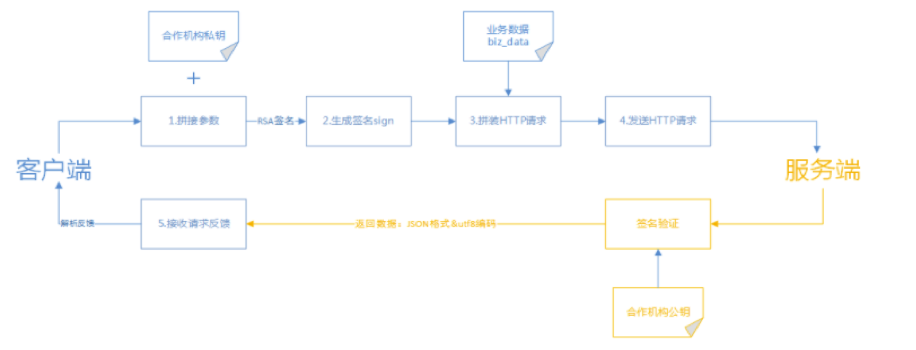 合作机构私钥
业务数据
biz_data
+
1.拼接参数
RSA签名
2.生成签名sign
3.拼装HTTP请求
4.发送HTTP请求
客户端
服务端
解析反馈
5.接收请求反馈
返回数据：JSON格式&utf8编码
签名验证
合作机构公钥